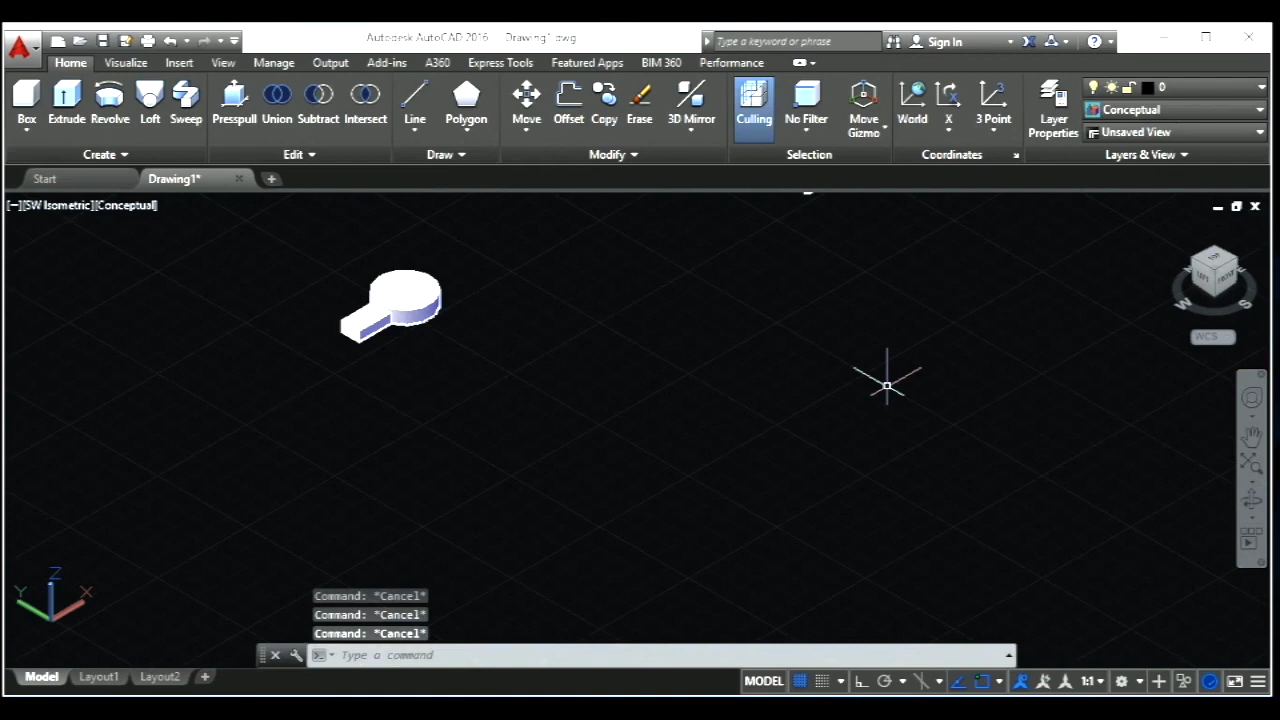 Autodesk AutoCAD 2016 Drawing1.dwg
Type a keyword or phrase
Sign In
Home Visualize Insert View Manage Output Add-ins A360 Express Tools Featured Apps BIM 360 Performance
Box Extrude Revolve Loft Sweep Presspull Union Subtract Intersect Line Polygon Move Offset Copy Erase 3D Mirror Culling No Filter Move Gizmo World X 3 Point Layer Properties
0
Conceptual
Unsaved View
Create Edit Draw Modify Selection Coordinates Layers & View
Start Drawing1*
[−][SW Isometric][Conceptual]
TOP
LEFT FRONT
N E
W S
WCS
Z
Y X
Command: *Cancel*
Command: *Cancel*
Command: *Cancel*
Type a command
Model Layout1 Layout2 +
MODEL 1:1